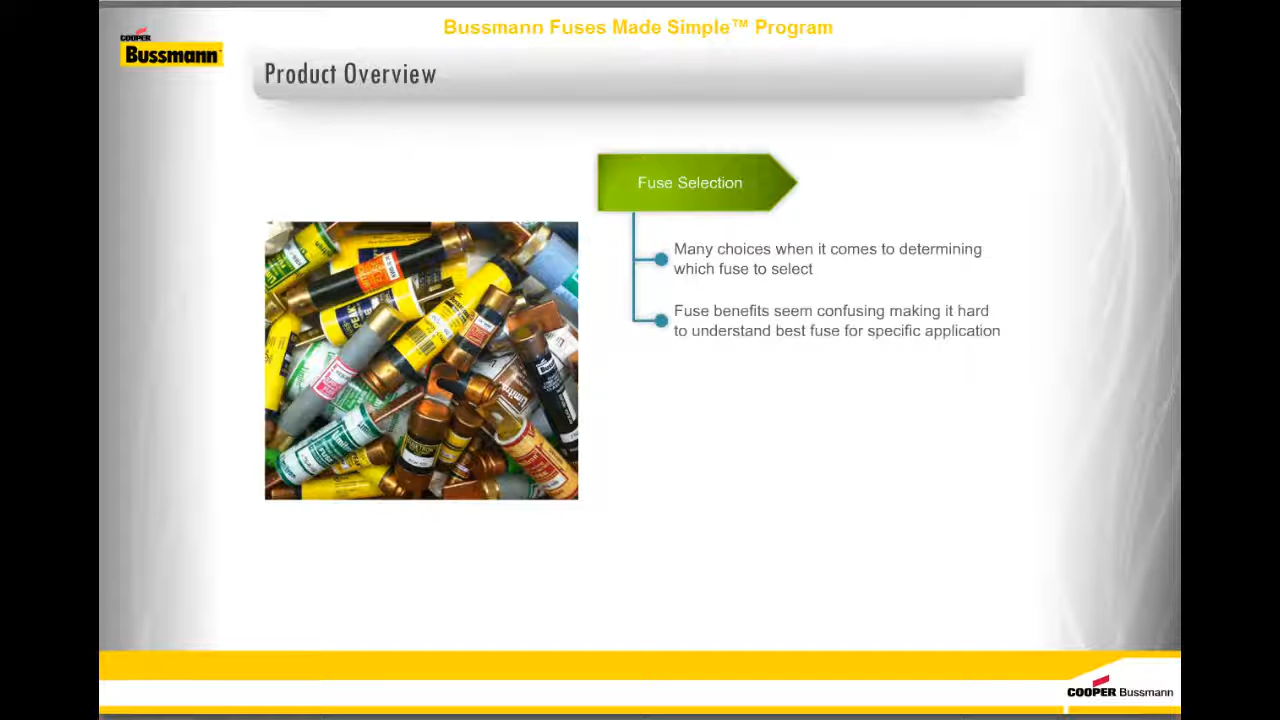 Bussmann Fuses Made Simple™ Program
COOPER
Bussmann
Product Overview
Fuse Selection
Many choices when it comes to determining
which fuse to select
Fuse benefits seem confusing making it hard
to understand best fuse for specific application
Limitron
FUSE
COOPER Bussmann